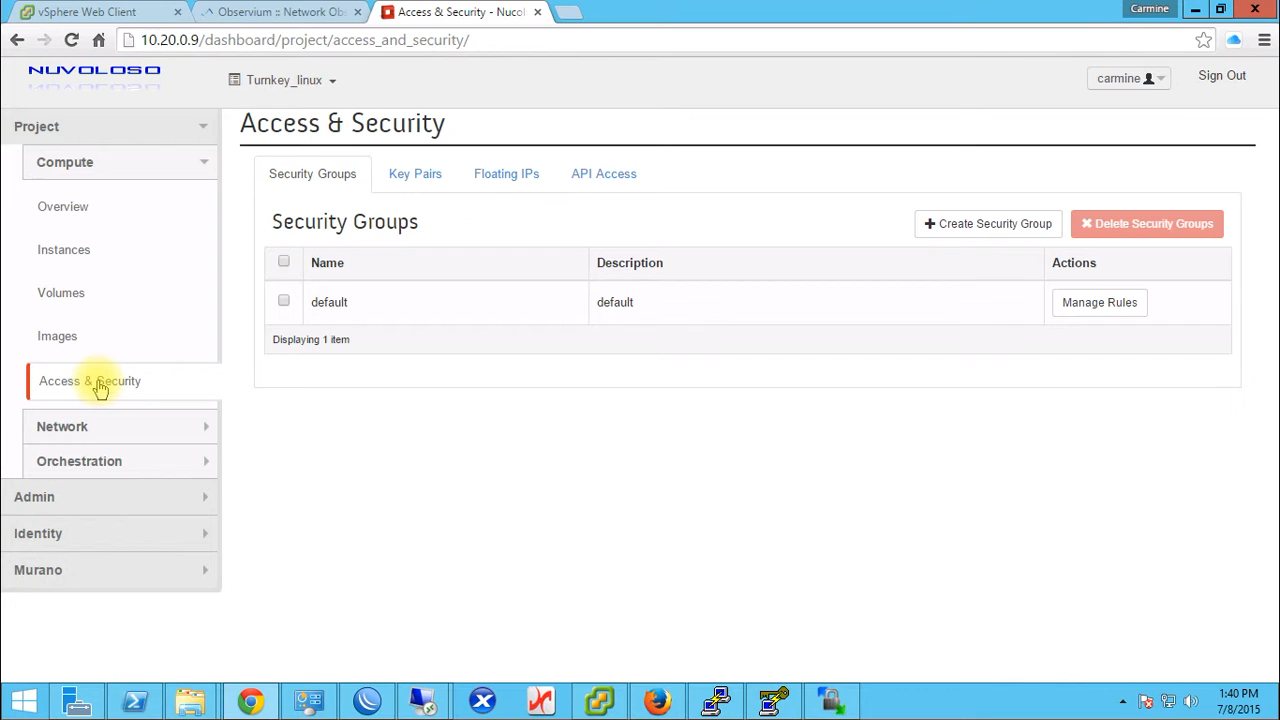 vSphere Web Client
Observium :: Network Ob
Access & Security - Nucol
Carmine
10.20.0.9/dashboard/project/access_and_security/
NUVOLOSO
Turnkey_linux
carmine
Sign Out
Project
Compute
Overview
Instances
Volumes
Images
Access & Security
Network
Orchestration
Admin
Identity
Murano
Access & Security
Security Groups
Key Pairs
Floating IPs
API Access
Security Groups
Create Security Group
Delete Security Groups
Name
Description
Actions
default
default
Manage Rules
Displaying 1 item
1:40 PM
7/8/2015